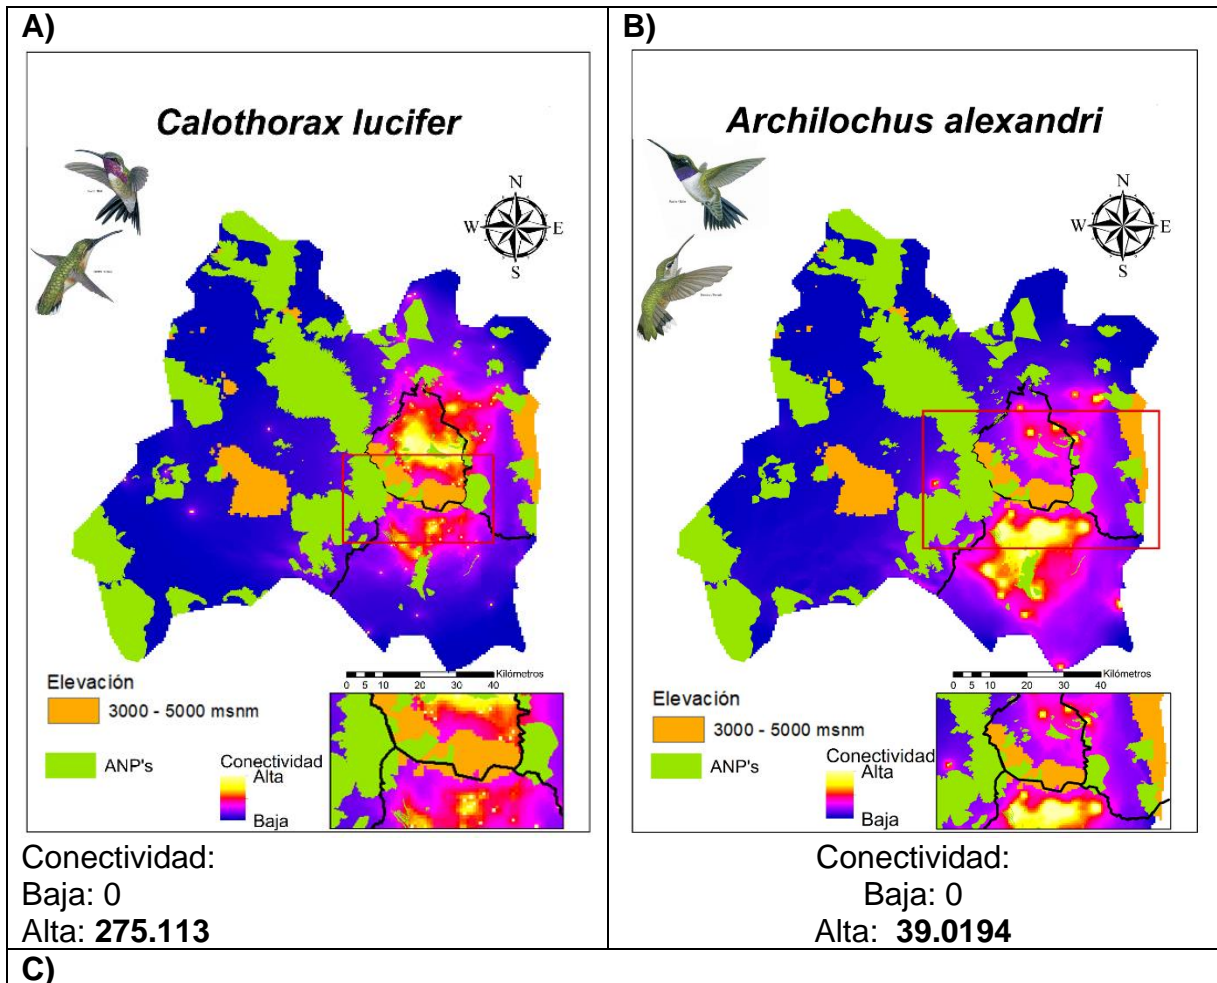 A)
Calothorax lucifer
N
W
E
S
Kilómetros
0 5 10 20 30 40
Elevación
3000 - 5000 msnm
ANP's
Conectividad
Alta
Baja
Conectividad:
Baja: 0
Alta: 275.113
B)
Archilochus alexandri
N
W
E
S
Kilómetros
0 5 10 20 30 40
Elevación
3000 - 5000 msnm
ANP's
Conectividad
Alta
Baja
Conectividad:
Baja: 0
Alta: 39.0194
C)